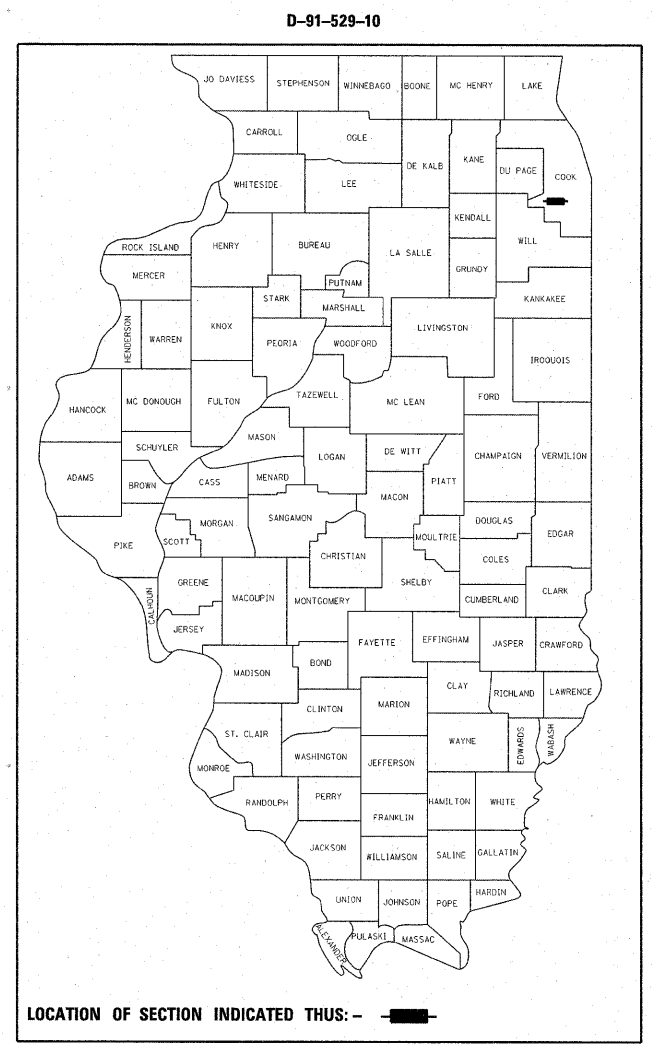 D-91-529-10
JO DAVIESS
STEPHENSON
WINNEBAGO
BOONE
MC HENRY
LAKE
CARROLL
OGLE
DE KALB
KANE
DU PAGE
COOK
WHITESIDE
LEE
KENDALL
ROCK ISLAND
HENRY
BUREAU
LA SALLE
WILL
GRUNDY
MERCER
PUTNAM
STARK
MARSHALL
KANKAKEE
HENDERSON
WARREN
KNOX
PEORIA
WOODFORD
LIVINGSTON
IROQUOIS
HANCOCK
MC DONOUGH
FULTON
TAZEWELL
MC LEAN
FORD
SCHUYLER
MASON
LOGAN
DE WITT
CHAMPAIGN
VERMILION
ADAMS
BROWN
CASS
MENARD
MACON
PIATT
PIKE
SCOTT
MORGAN
SANGAMON
CHRISTIAN
MOULTRIE
DOUGLAS
EDGAR
COLES
CALHOUN
GREENE
MACOUPIN
MONTGOMERY
SHELBY
CUMBERLAND
CLARK
JERSEY
FAYETTE
EFFINGHAM
JASPER
CRAWFORD
MADISON
BOND
CLAY
RICHLAND
LAWRENCE
CLINTON
MARION
ST. CLAIR
WAYNE
EDWARDS
WABASH
MONROE
WASHINGTON
JEFFERSON
RANDOLPH
PERRY
FRANKLIN
HAMILTON
WHITE
JACKSON
WILLIAMSON
SALINE
GALLATIN
UNION
JOHNSON
POPE
HARDIN
ALEXANDER
PULASKI
MASSAC
LOCATION OF SECTION INDICATED THUS:-